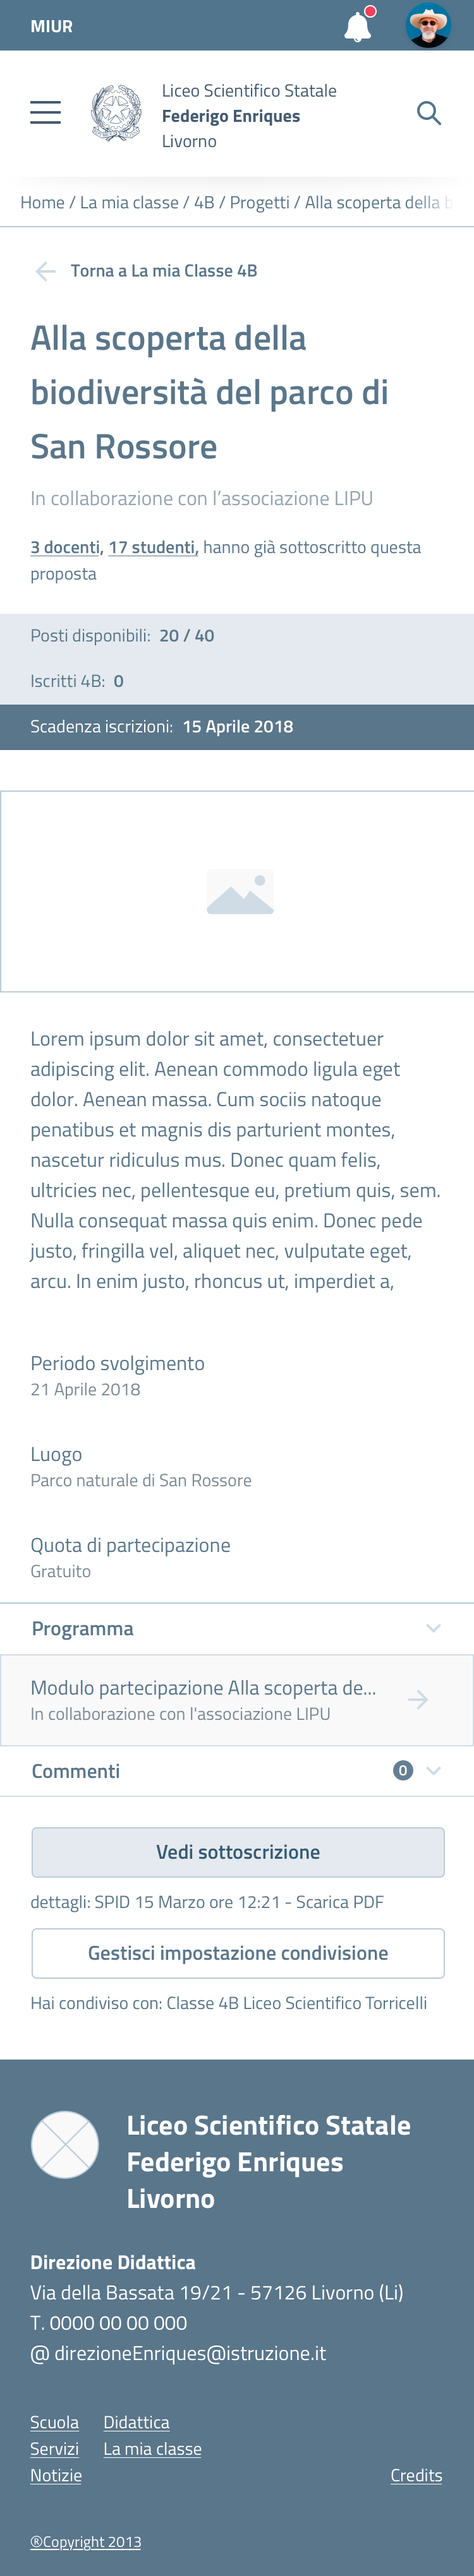 MIUR
Liceo Scientifico Statale
Federigo Enriques
Livorno
Home / La mia classe / 4B / Progetti / Alla scoperta della b
Torna a La mia Classe 4B
Alla scoperta della
biodiversità del parco di
San Rossore
In collaborazione con l’associazione LIPU
3 docenti, 17 studenti, hanno già sottoscritto questa
proposta
Posti disponibili: 20 / 40
Iscritti 4B: 0
Scadenza iscrizioni: 15 Aprile 2018
Lorem ipsum dolor sit amet, consectetuer
adipiscing elit. Aenean commodo ligula eget
dolor. Aenean massa. Cum sociis natoque
penatibus et magnis dis parturient montes,
nascetur ridiculus mus. Donec quam felis,
ultricies nec, pellentesque eu, pretium quis, sem.
Nulla consequat massa quis enim. Donec pede
justo, fringilla vel, aliquet nec, vulputate eget,
arcu. In enim justo, rhoncus ut, imperdiet a,
Periodo svolgimento
21 Aprile 2018
Luogo
Parco naturale di San Rossore
Quota di partecipazione
Gratuito
Programma
Modulo partecipazione Alla scoperta de...
In collaborazione con l'associazione LIPU
Commenti 0
Vedi sottoscrizione
dettagli: SPID 15 Marzo ore 12:21 - Scarica PDF
Gestisci impostazione condivisione
Hai condiviso con: Classe 4B Liceo Scientifico Torricelli
Liceo Scientifico Statale
Federigo Enriques
Livorno
Direzione Didattica
Via della Bassata 19/21 - 57126 Livorno (Li)
T. 0000 00 00 000
@ direzioneEnriques@istruzione.it
Scuola Didattica
Servizi La mia classe
Notizie Credits
®Copyright 2013